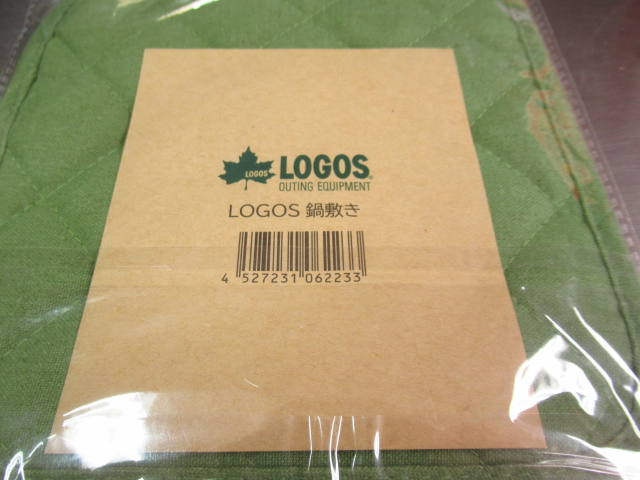 LOGOS
LOGOS
OUTING EQUIPMENT
LOGOS 鍋敷き
4 527231 062233